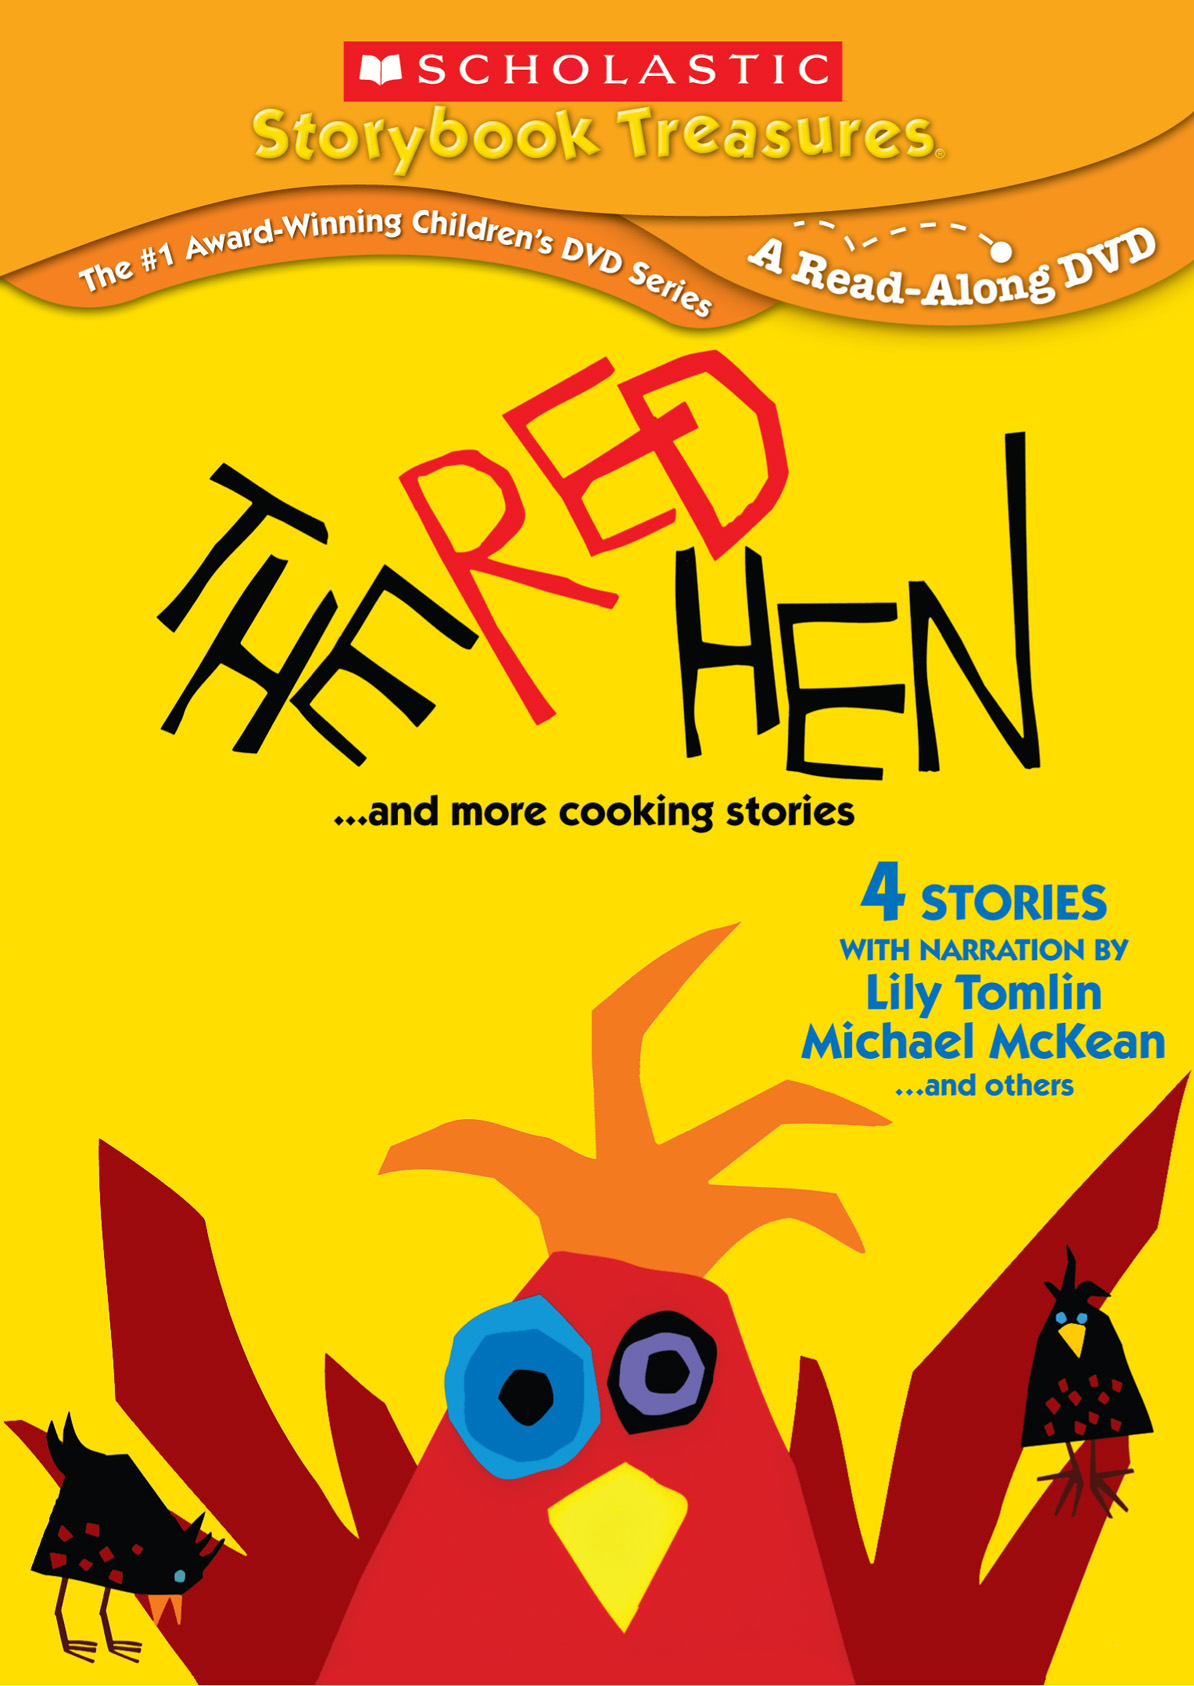 SCHOLASTIC
Storybook Treasures®
The #1 Award-Winning Children's DVD Series
A Read-Along DVD
THE RED HEN
...and more cooking stories
4 STORIES
WITH NARRATION BY
Lily Tomlin
Michael McKean
...and others